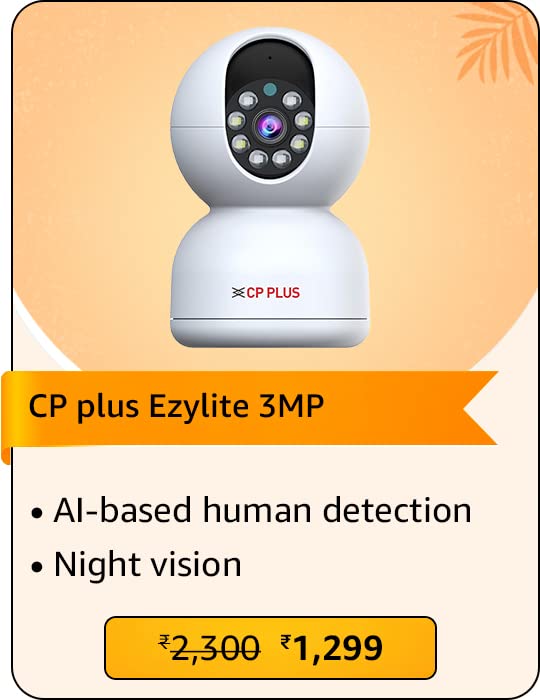 CP PLUS
CP plus Ezylite 3MP
• AI-based human detection
• Night vision
₹2,300 ₹1,299